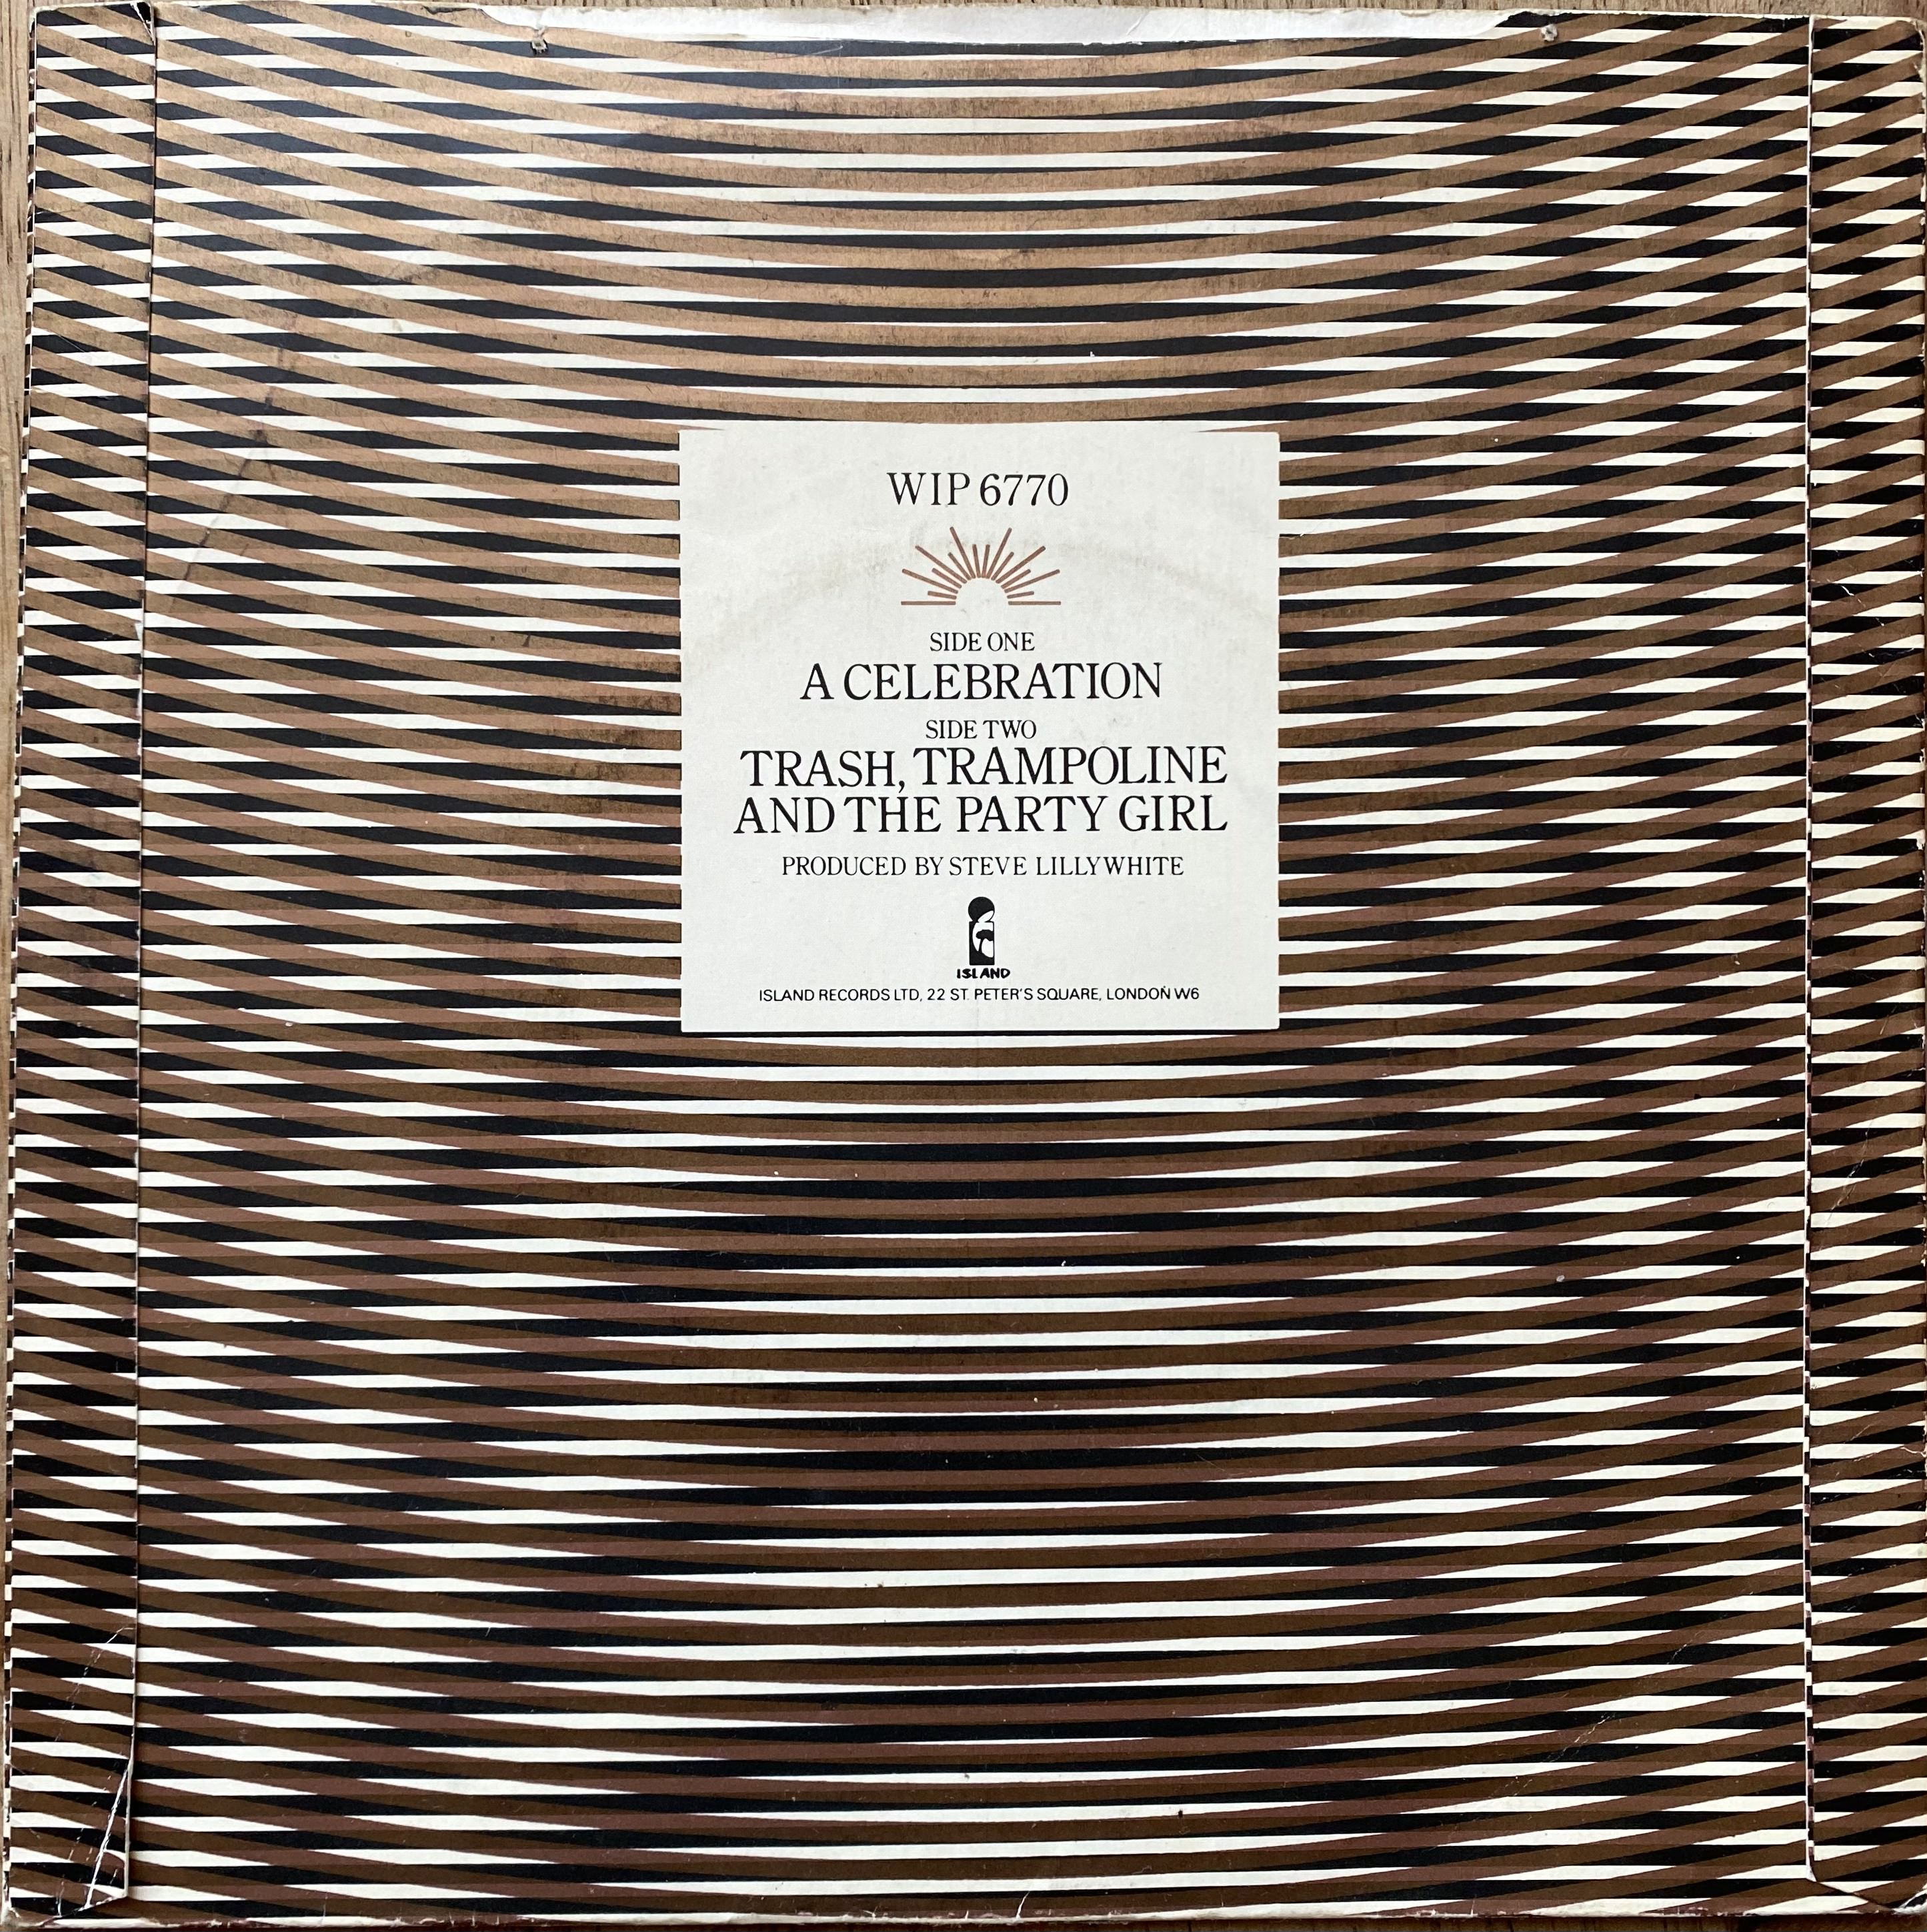 WIP 6770
SIDE ONE
A CELEBRATION
SIDE TWO
TRASH, TRAMPOLINE
AND THE PARTY GIRL
PRODUCED BY STEVE LILLYWHITE
ISLAND
ISLAND RECORDS LTD, 22 ST. PETER'S SQUARE, LONDON W6